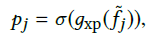 p_j = σ(g_xp(f̃_j)),